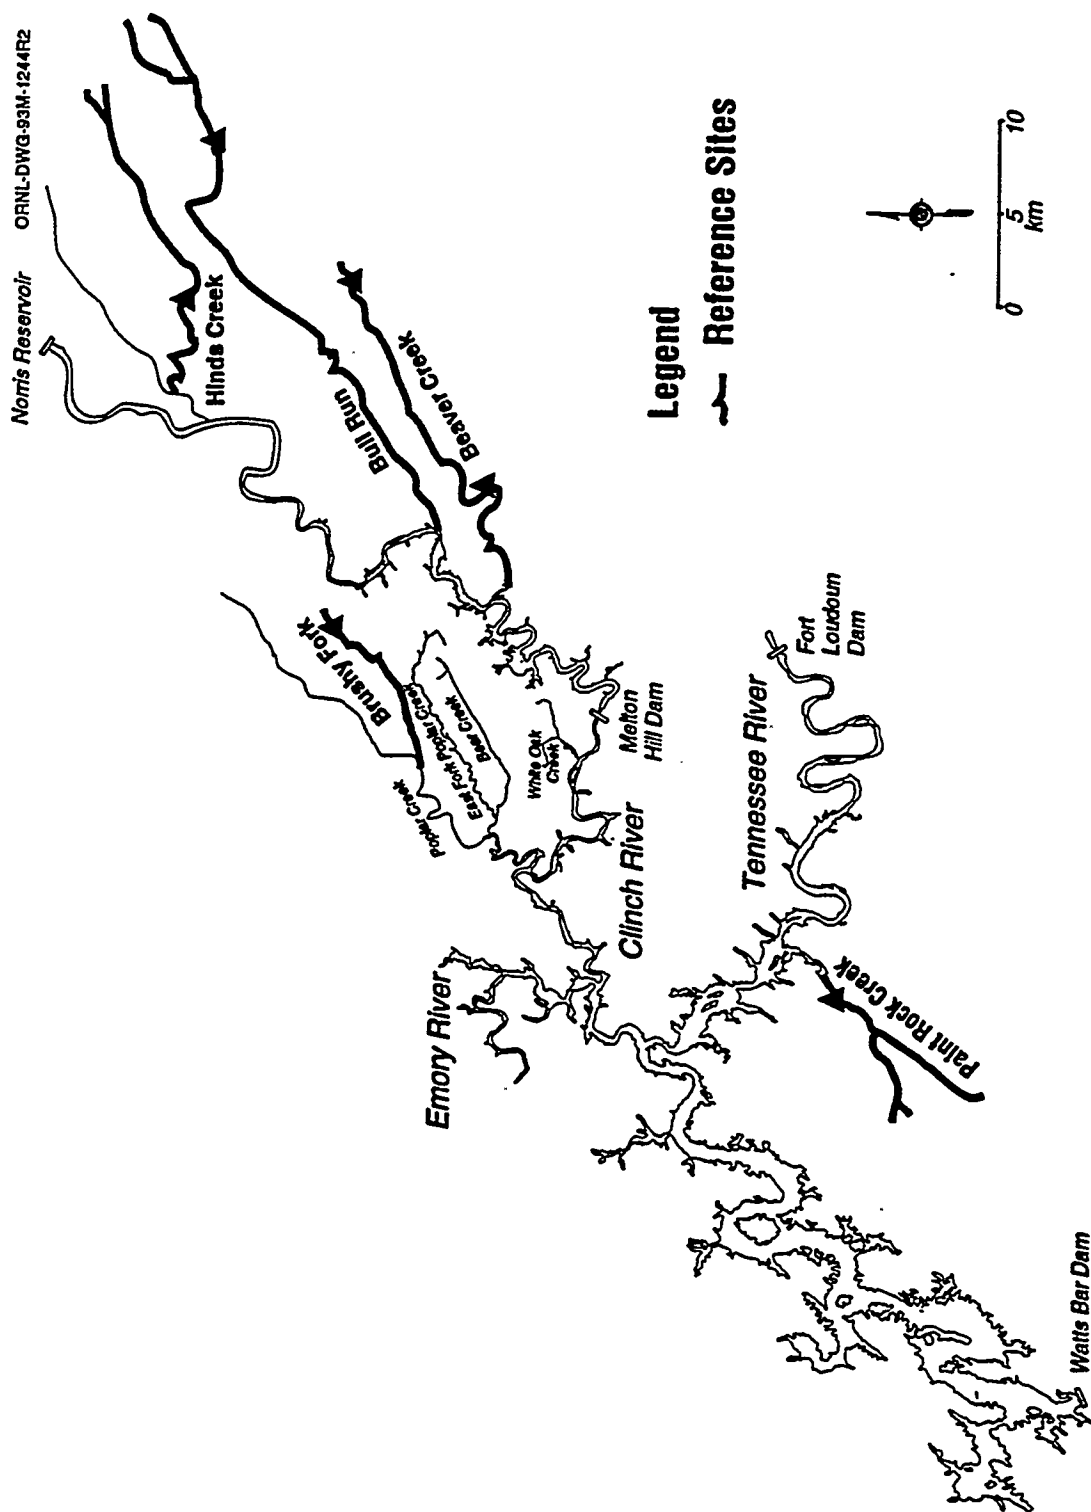 ORNL-DWG-93M-1244R2
Norris Reservoir
Hinds Creek
Bull Run
Beaver Creek
Brushy Fork
Poplar Creek
East Fork Poplar Creek
Bear Creek
White Oak
Creek
Melton
Hill Dam
Clinch River
Emory River
Tennessee River
Fort
Loudoun
Dam
Paint Rock Creek
Watts Bar Dam
Legend
Reference Sites
0
5
10
km